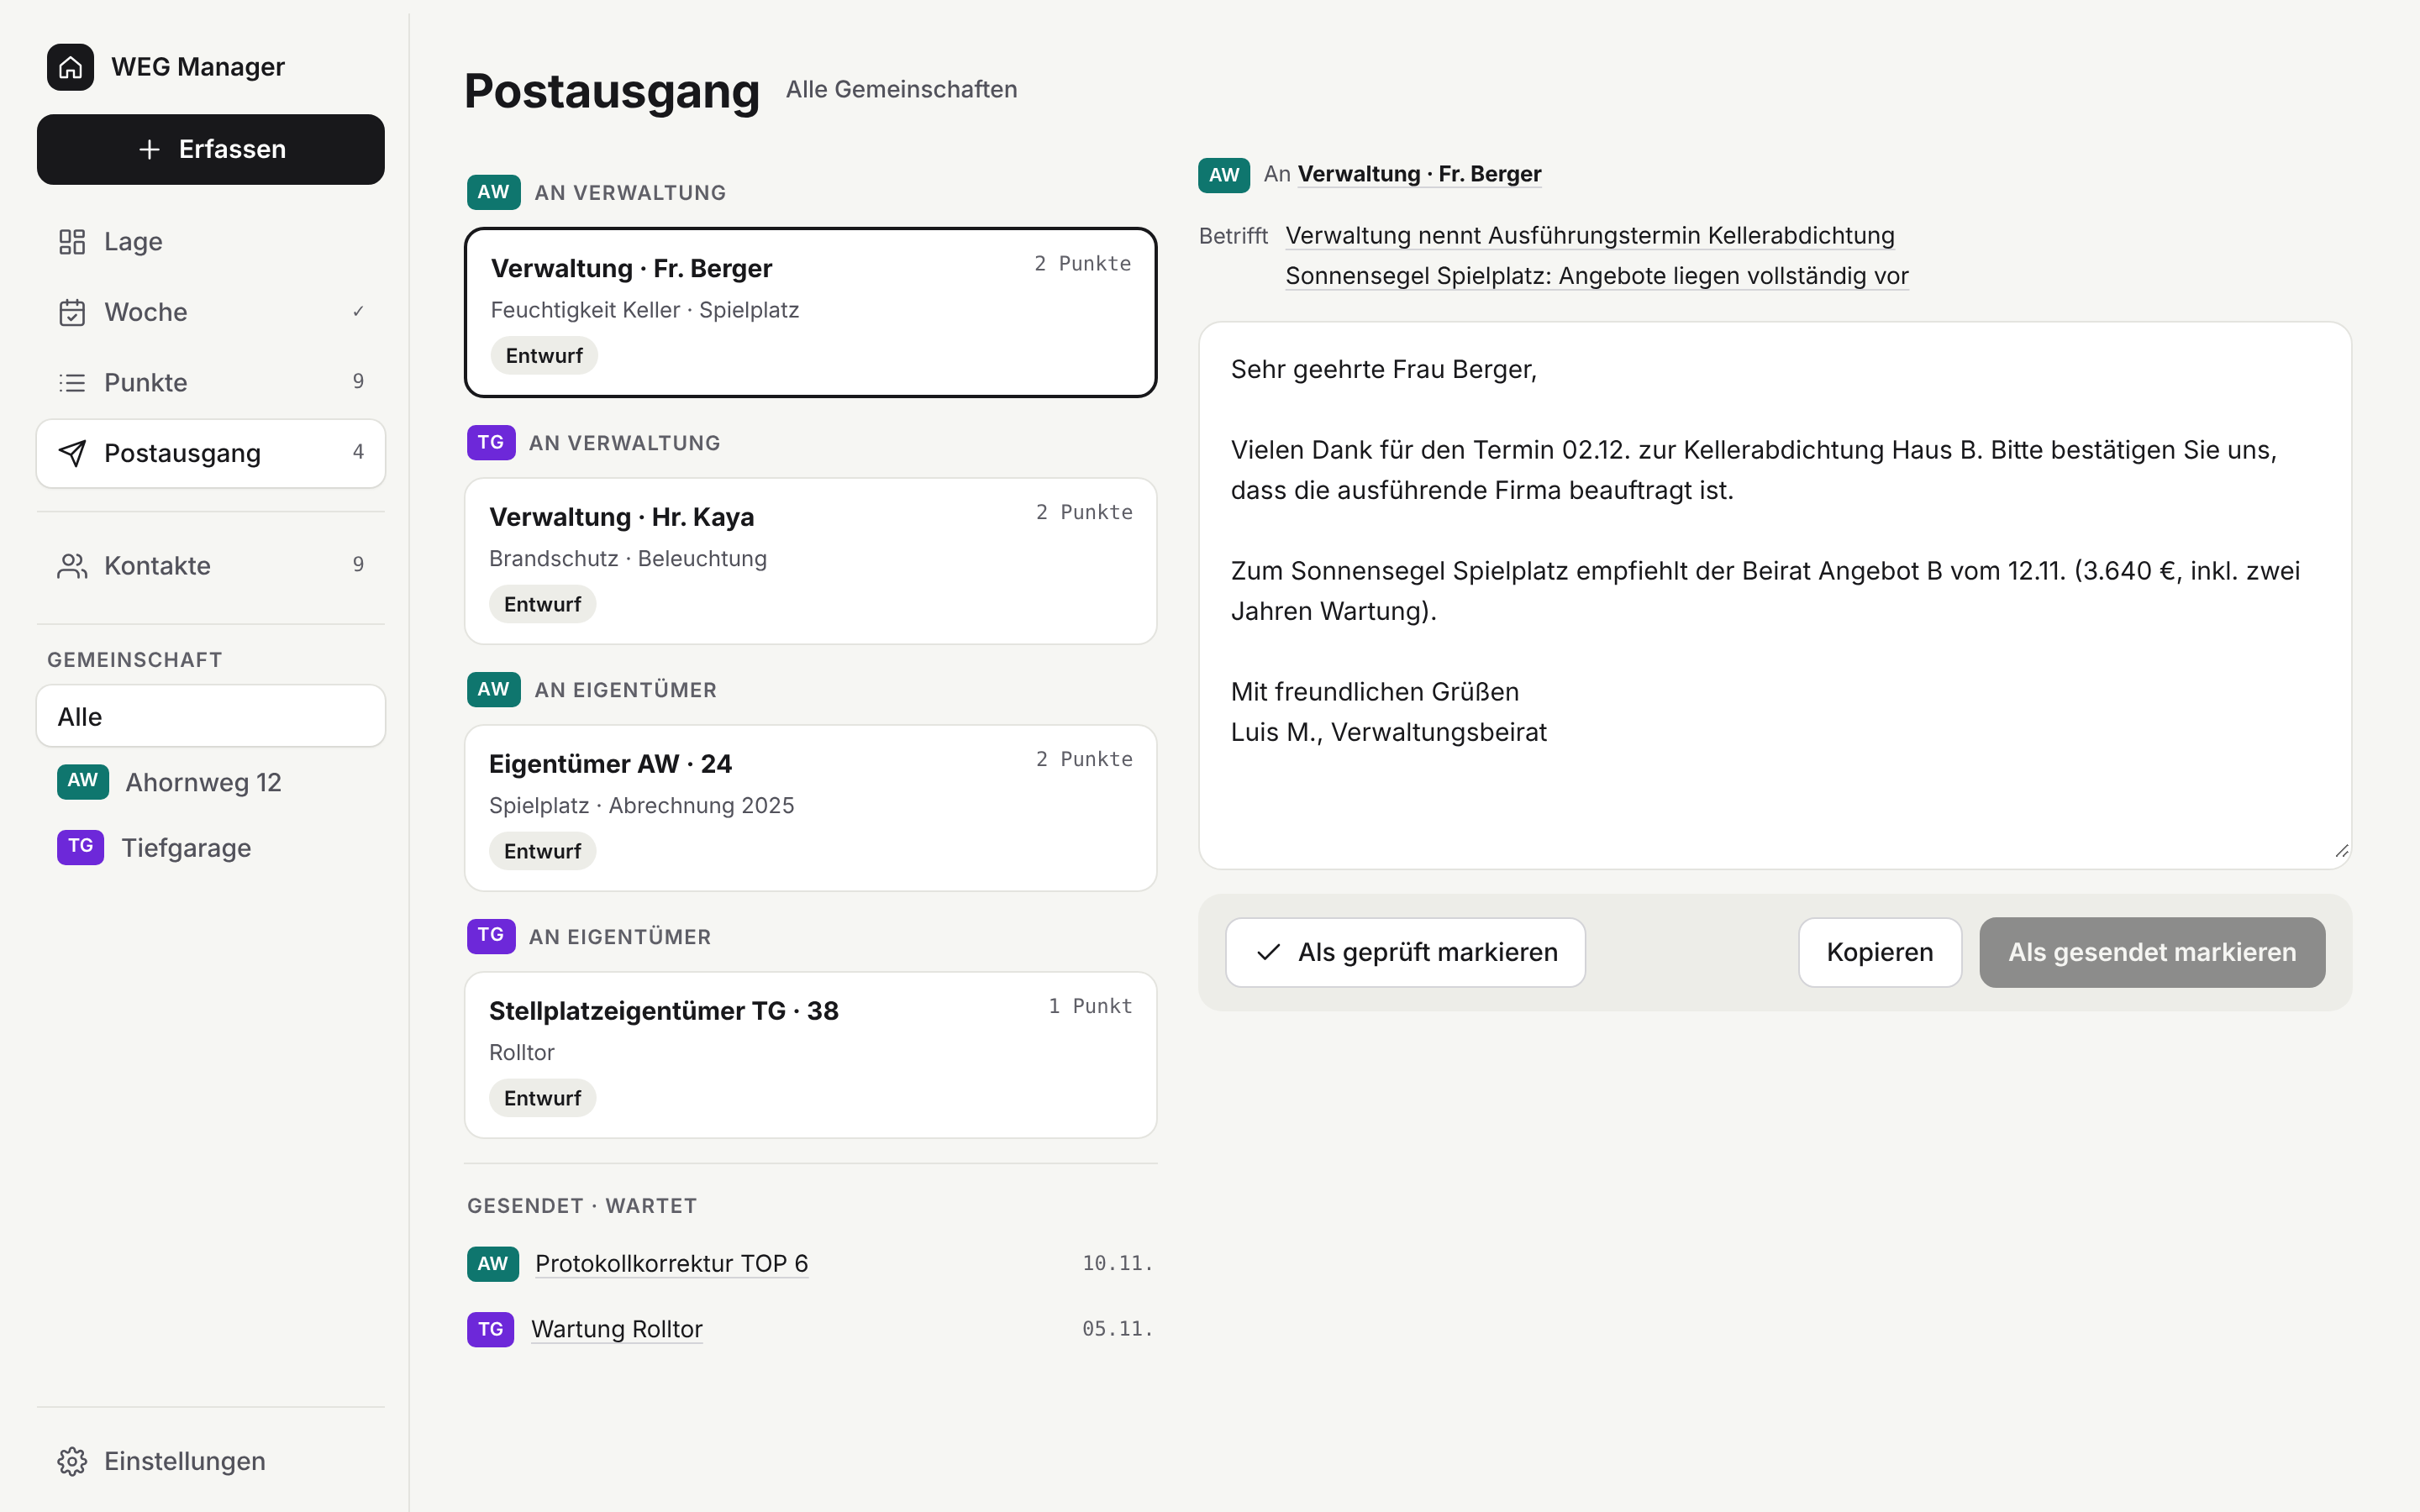 WEG Manager
Erfassen
Lage
Woche ✓
Punkte 9
Postausgang 4
Kontakte 9
GEMEINSCHAFT
Alle
AW Ahornweg 12
TG Tiefgarage
Einstellungen
Postausgang Alle Gemeinschaften
AW AN VERWALTUNG
Verwaltung · Fr. Berger 2 Punkte
Feuchtigkeit Keller · Spielplatz
Entwurf
TG AN VERWALTUNG
Verwaltung · Hr. Kaya 2 Punkte
Brandschutz · Beleuchtung
Entwurf
AW AN EIGENTÜMER
Eigentümer AW · 24 2 Punkte
Spielplatz · Abrechnung 2025
Entwurf
TG AN EIGENTÜMER
Stellplatzeigentümer TG · 38 1 Punkt
Rolltor
Entwurf
GESENDET · WARTET
AW Protokollkorrektur TOP 6 10.11.
TG Wartung Rolltor 05.11.
AW An Verwaltung · Fr. Berger
Betrifft Verwaltung nennt Ausführungstermin Kellerabdichtung
Sonnensegel Spielplatz: Angebote liegen vollständig vor
Sehr geehrte Frau Berger,
Vielen Dank für den Termin 02.12. zur Kellerabdichtung Haus B. Bitte bestätigen Sie uns,
dass die ausführende Firma beauftragt ist.
Zum Sonnensegel Spielplatz empfiehlt der Beirat Angebot B vom 12.11. (3.640 €, inkl. zwei
Jahren Wartung).
Mit freundlichen Grüßen
Luis M., Verwaltungsbeirat
Als geprüft markieren Kopieren Als gesendet markieren